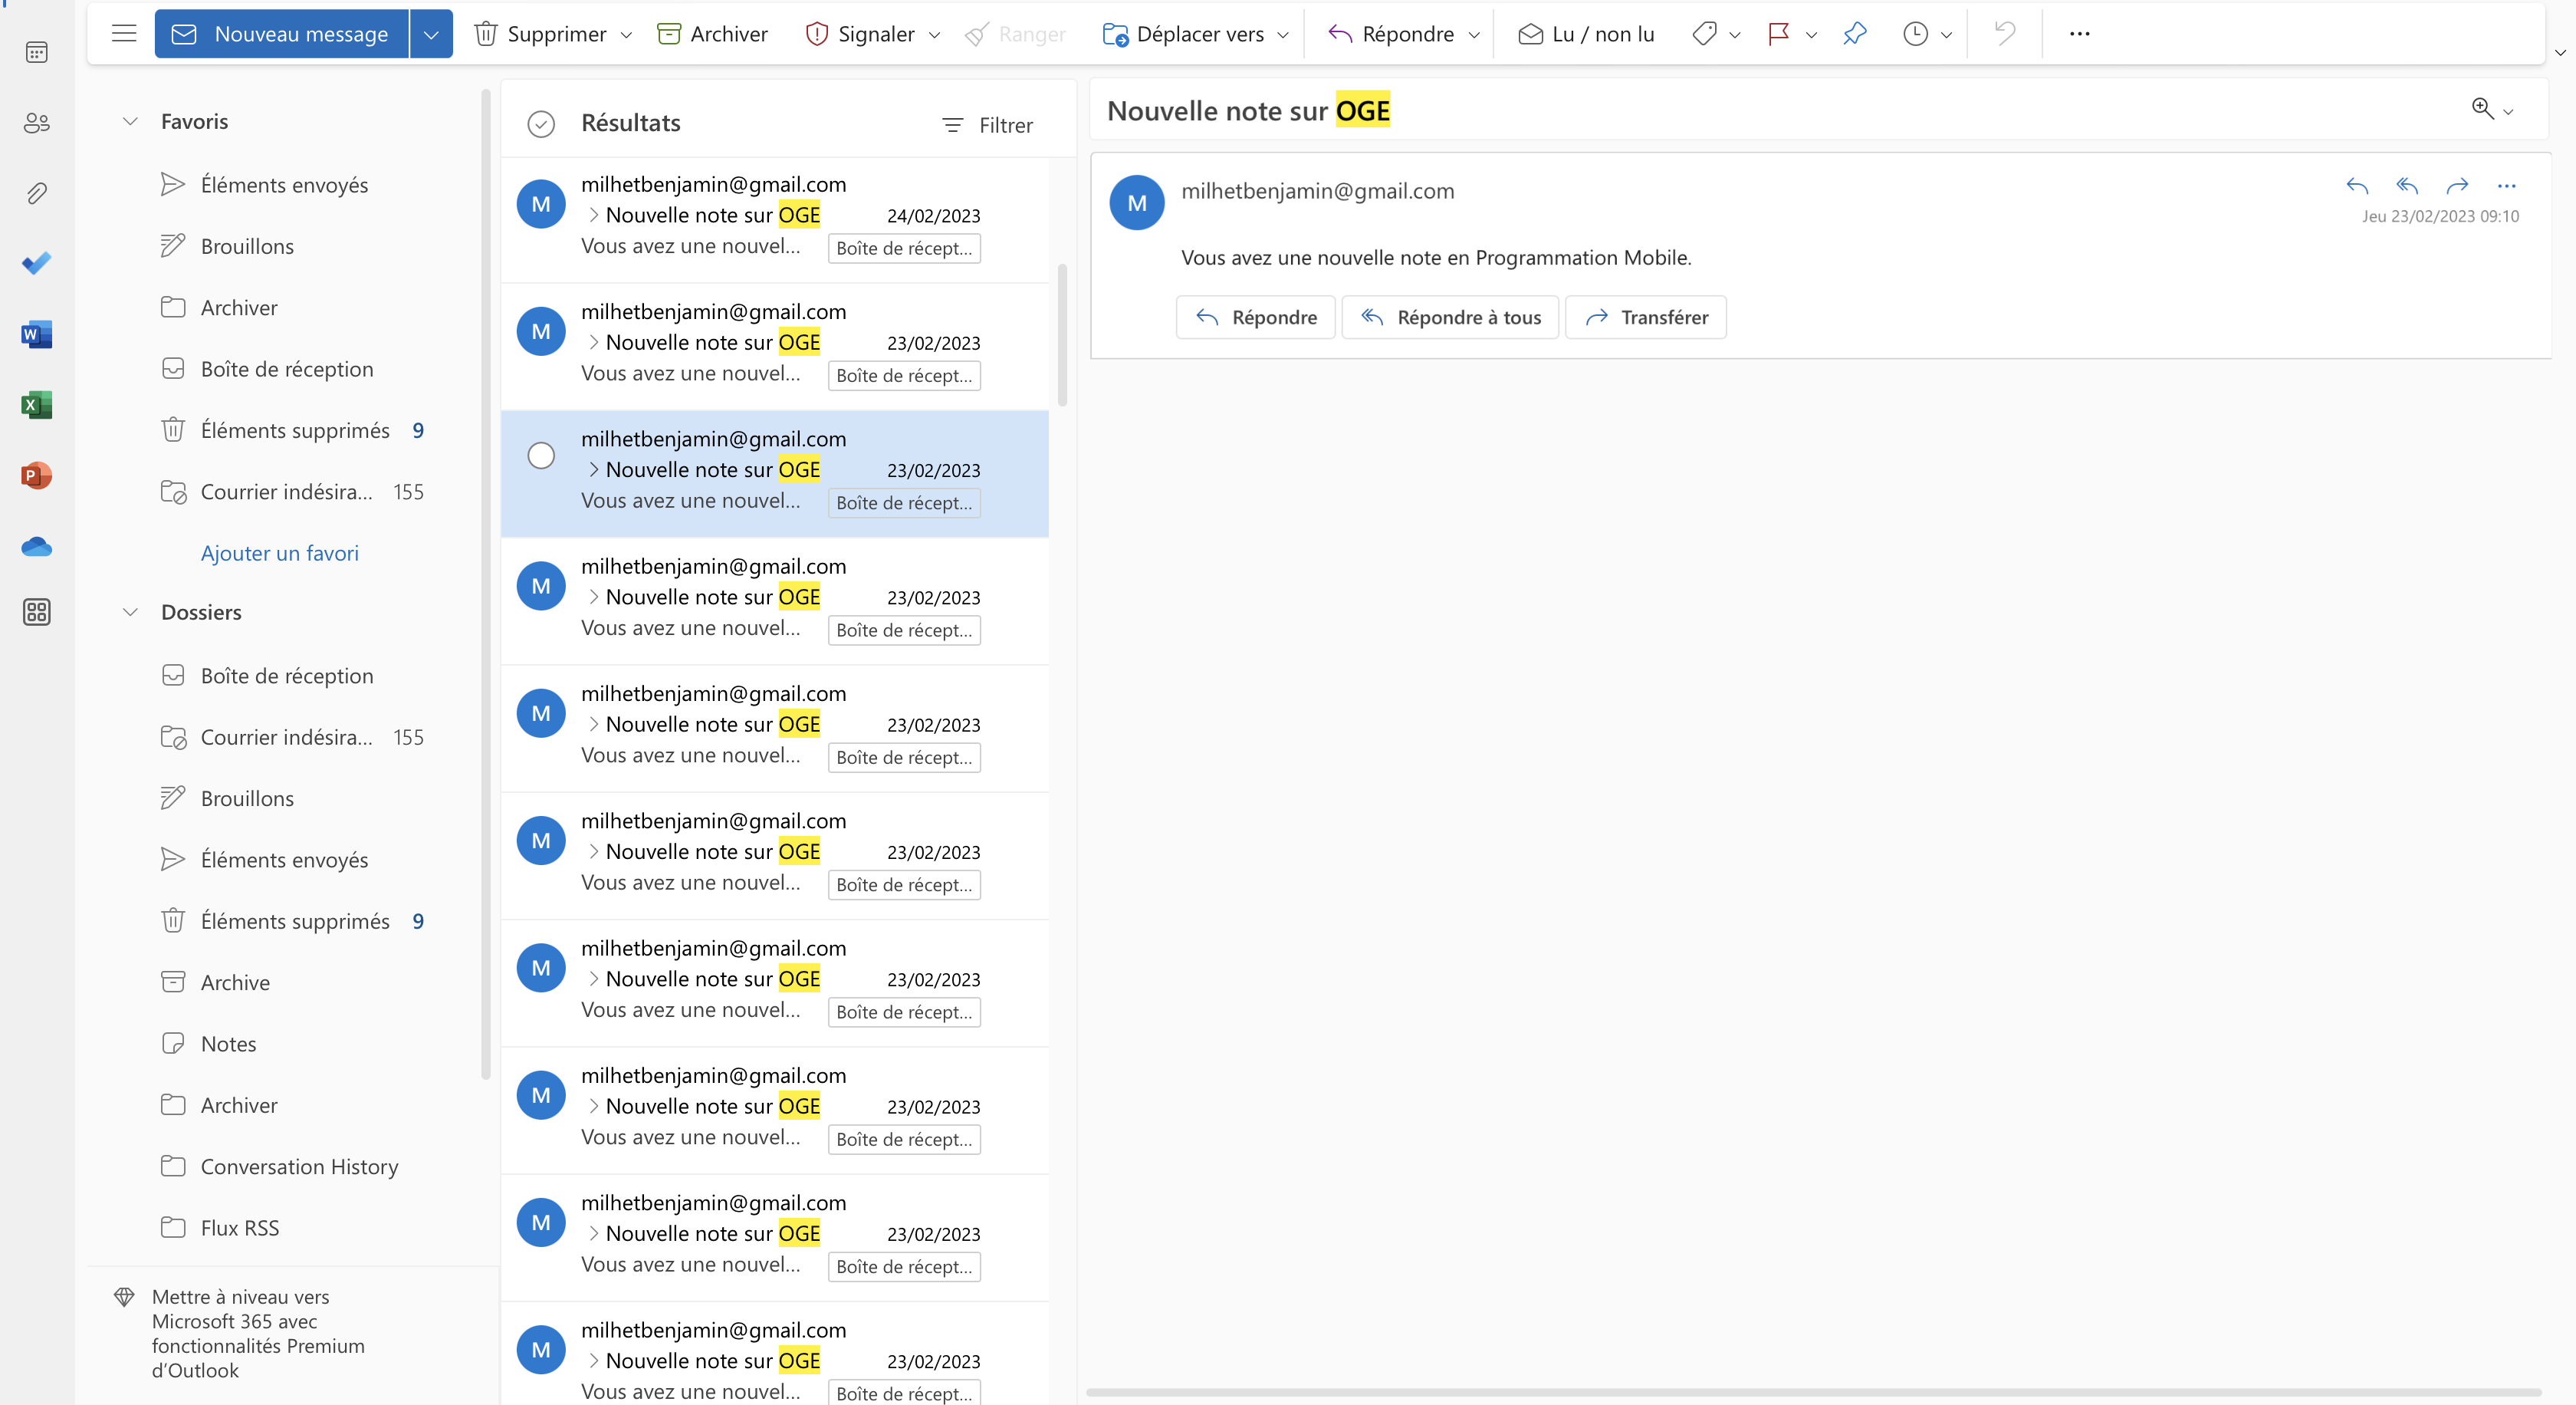 Nouveau message
Supprimer
Archiver
Signaler
Ranger
Déplacer vers
Répondre
Lu / non lu
Favoris
Éléments envoyés
Brouillons
Archiver
Boîte de réception
Éléments supprimés 9
Courrier indésira... 155
Ajouter un favori
Dossiers
Boîte de réception
Courrier indésira... 155
Brouillons
Éléments envoyés
Éléments supprimés 9
Archive
Notes
Archiver
Conversation History
Flux RSS
Mettre à niveau vers
Microsoft 365 avec
fonctionnalités Premium
d'Outlook
Résultats
Filtrer
M
milhetbenjamin@gmail.com
Nouvelle note sur OGE 24/02/2023
Vous avez une nouvel... Boîte de récept...
M
milhetbenjamin@gmail.com
Nouvelle note sur OGE 23/02/2023
Vous avez une nouvel... Boîte de récept...
milhetbenjamin@gmail.com
Nouvelle note sur OGE 23/02/2023
Vous avez une nouvel... Boîte de récept...
M
milhetbenjamin@gmail.com
Nouvelle note sur OGE 23/02/2023
Vous avez une nouvel... Boîte de récept...
M
milhetbenjamin@gmail.com
Nouvelle note sur OGE 23/02/2023
Vous avez une nouvel... Boîte de récept...
M
milhetbenjamin@gmail.com
Nouvelle note sur OGE 23/02/2023
Vous avez une nouvel... Boîte de récept...
M
milhetbenjamin@gmail.com
Nouvelle note sur OGE 23/02/2023
Vous avez une nouvel... Boîte de récept...
M
milhetbenjamin@gmail.com
Nouvelle note sur OGE 23/02/2023
Vous avez une nouvel... Boîte de récept...
M
milhetbenjamin@gmail.com
Nouvelle note sur OGE 23/02/2023
Vous avez une nouvel... Boîte de récept...
M
milhetbenjamin@gmail.com
Nouvelle note sur OGE 23/02/2023
Vous avez une nouvel... Boîte de récept...
Nouvelle note sur OGE
M
milhetbenjamin@gmail.com
Jeu 23/02/2023 09:10
Vous avez une nouvelle note en Programmation Mobile.
Répondre
Répondre à tous
Transférer
W
X
P